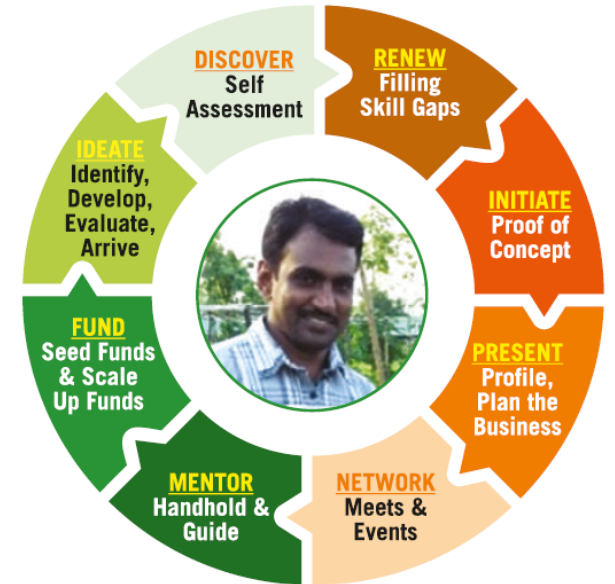 DISCOVER
Self
Assessment
RENEW
Filling
Skill Gaps
INITIATE
Proof of
Concept
PRESENT
Profile,
Plan the
Business
NETWORK
Meets &
Events
MENTOR
Handhold &
Guide
FUND
Seed Funds
& Scale
Up Funds
IDEATE
Identify,
Develop,
Evaluate,
Arrive